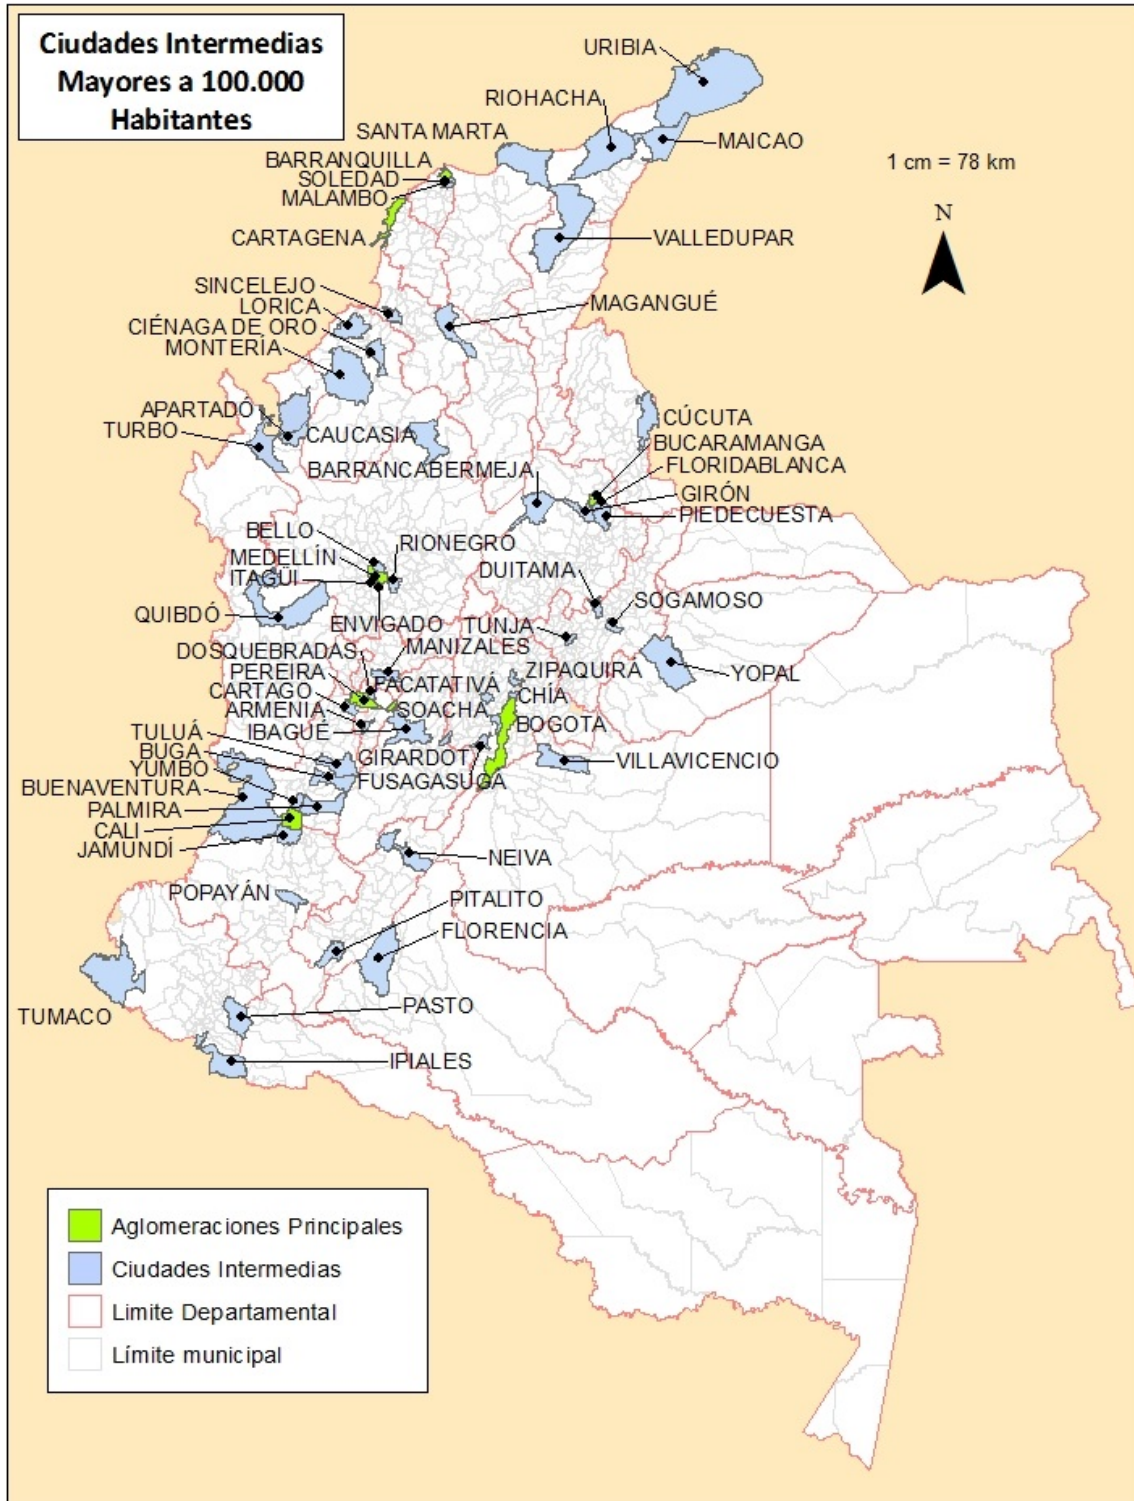 Ciudades Intermedias
Mayores a 100.000
Habitantes
URIBIA
RIOHACHA
SANTA MARTA
MAICAO
BARRANQUILLA
SOLEDAD
MALAMBO
1 cm = 78 km
N
CARTAGENA
VALLEDUPAR
SINCELEJO
LORICA
MAGANGUÉ
CIÉNAGA DE ORO
MONTERÍA
APARTADÓ
CÚCUTA
TURBO
CAUCASIA
BUCARAMANGA
BARRANCABERMEJA
FLORIDABLANCA
GIRÓN
PIEDECUESTA
BELLO
MEDELLÍN
RIONEGRO
ITAGÜI
DUITAMA
SOGAMOSO
QUIBDÓ
ENVIGADO
TUNJA
MANIZALES
DOSQUEBRADAS
PEREIRA
ZIPAQUIRÁ
YOPAL
FACATATIVÁ
CARTAGO
CHÍA
ARMENIA
SOACHA
BOGOTA
IBAGUÉ
TULUÁ
BUGA
GIRARDOT
VILLAVICENCIO
YUMBO
FUSAGASUGA
BUENAVENTURA
PALMIRA
CALI
JAMUNDÍ
NEIVA
POPAYÁN
PITALITO
FLORENCIA
TUMACO
PASTO
IPIALES
Aglomeraciones Principales
Ciudades Intermedias
Limite Departamental
Límite municipal